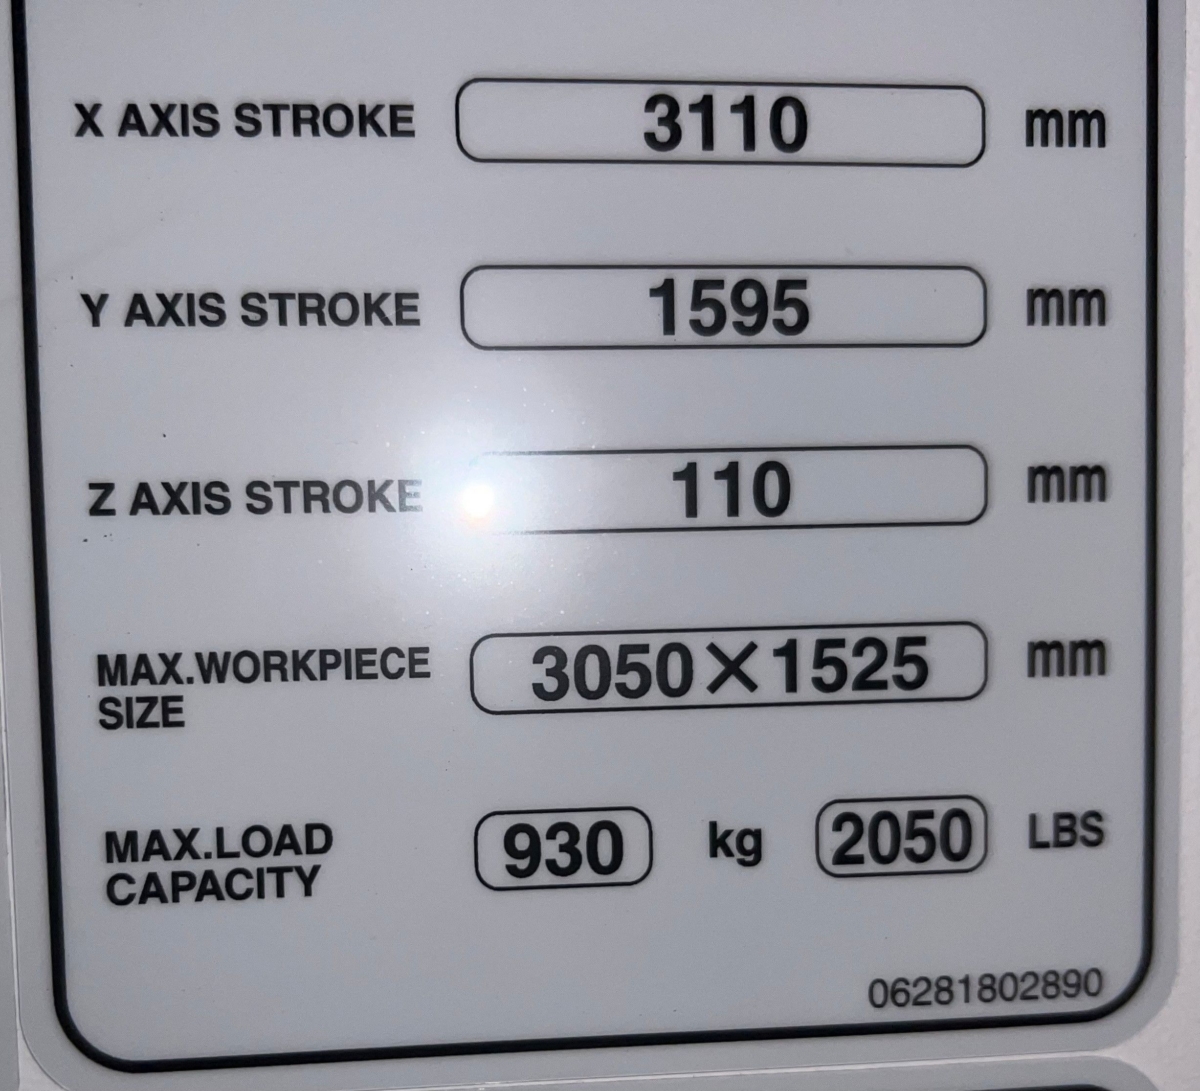 X AXIS STROKE 3110 mm
Y AXIS STROKE 1595 mm
Z AXIS STROKE 110 mm
MAX.WORKPIECE SIZE 3050×1525 mm
MAX.LOAD CAPACITY 930 kg 2050 LBS
06281802890